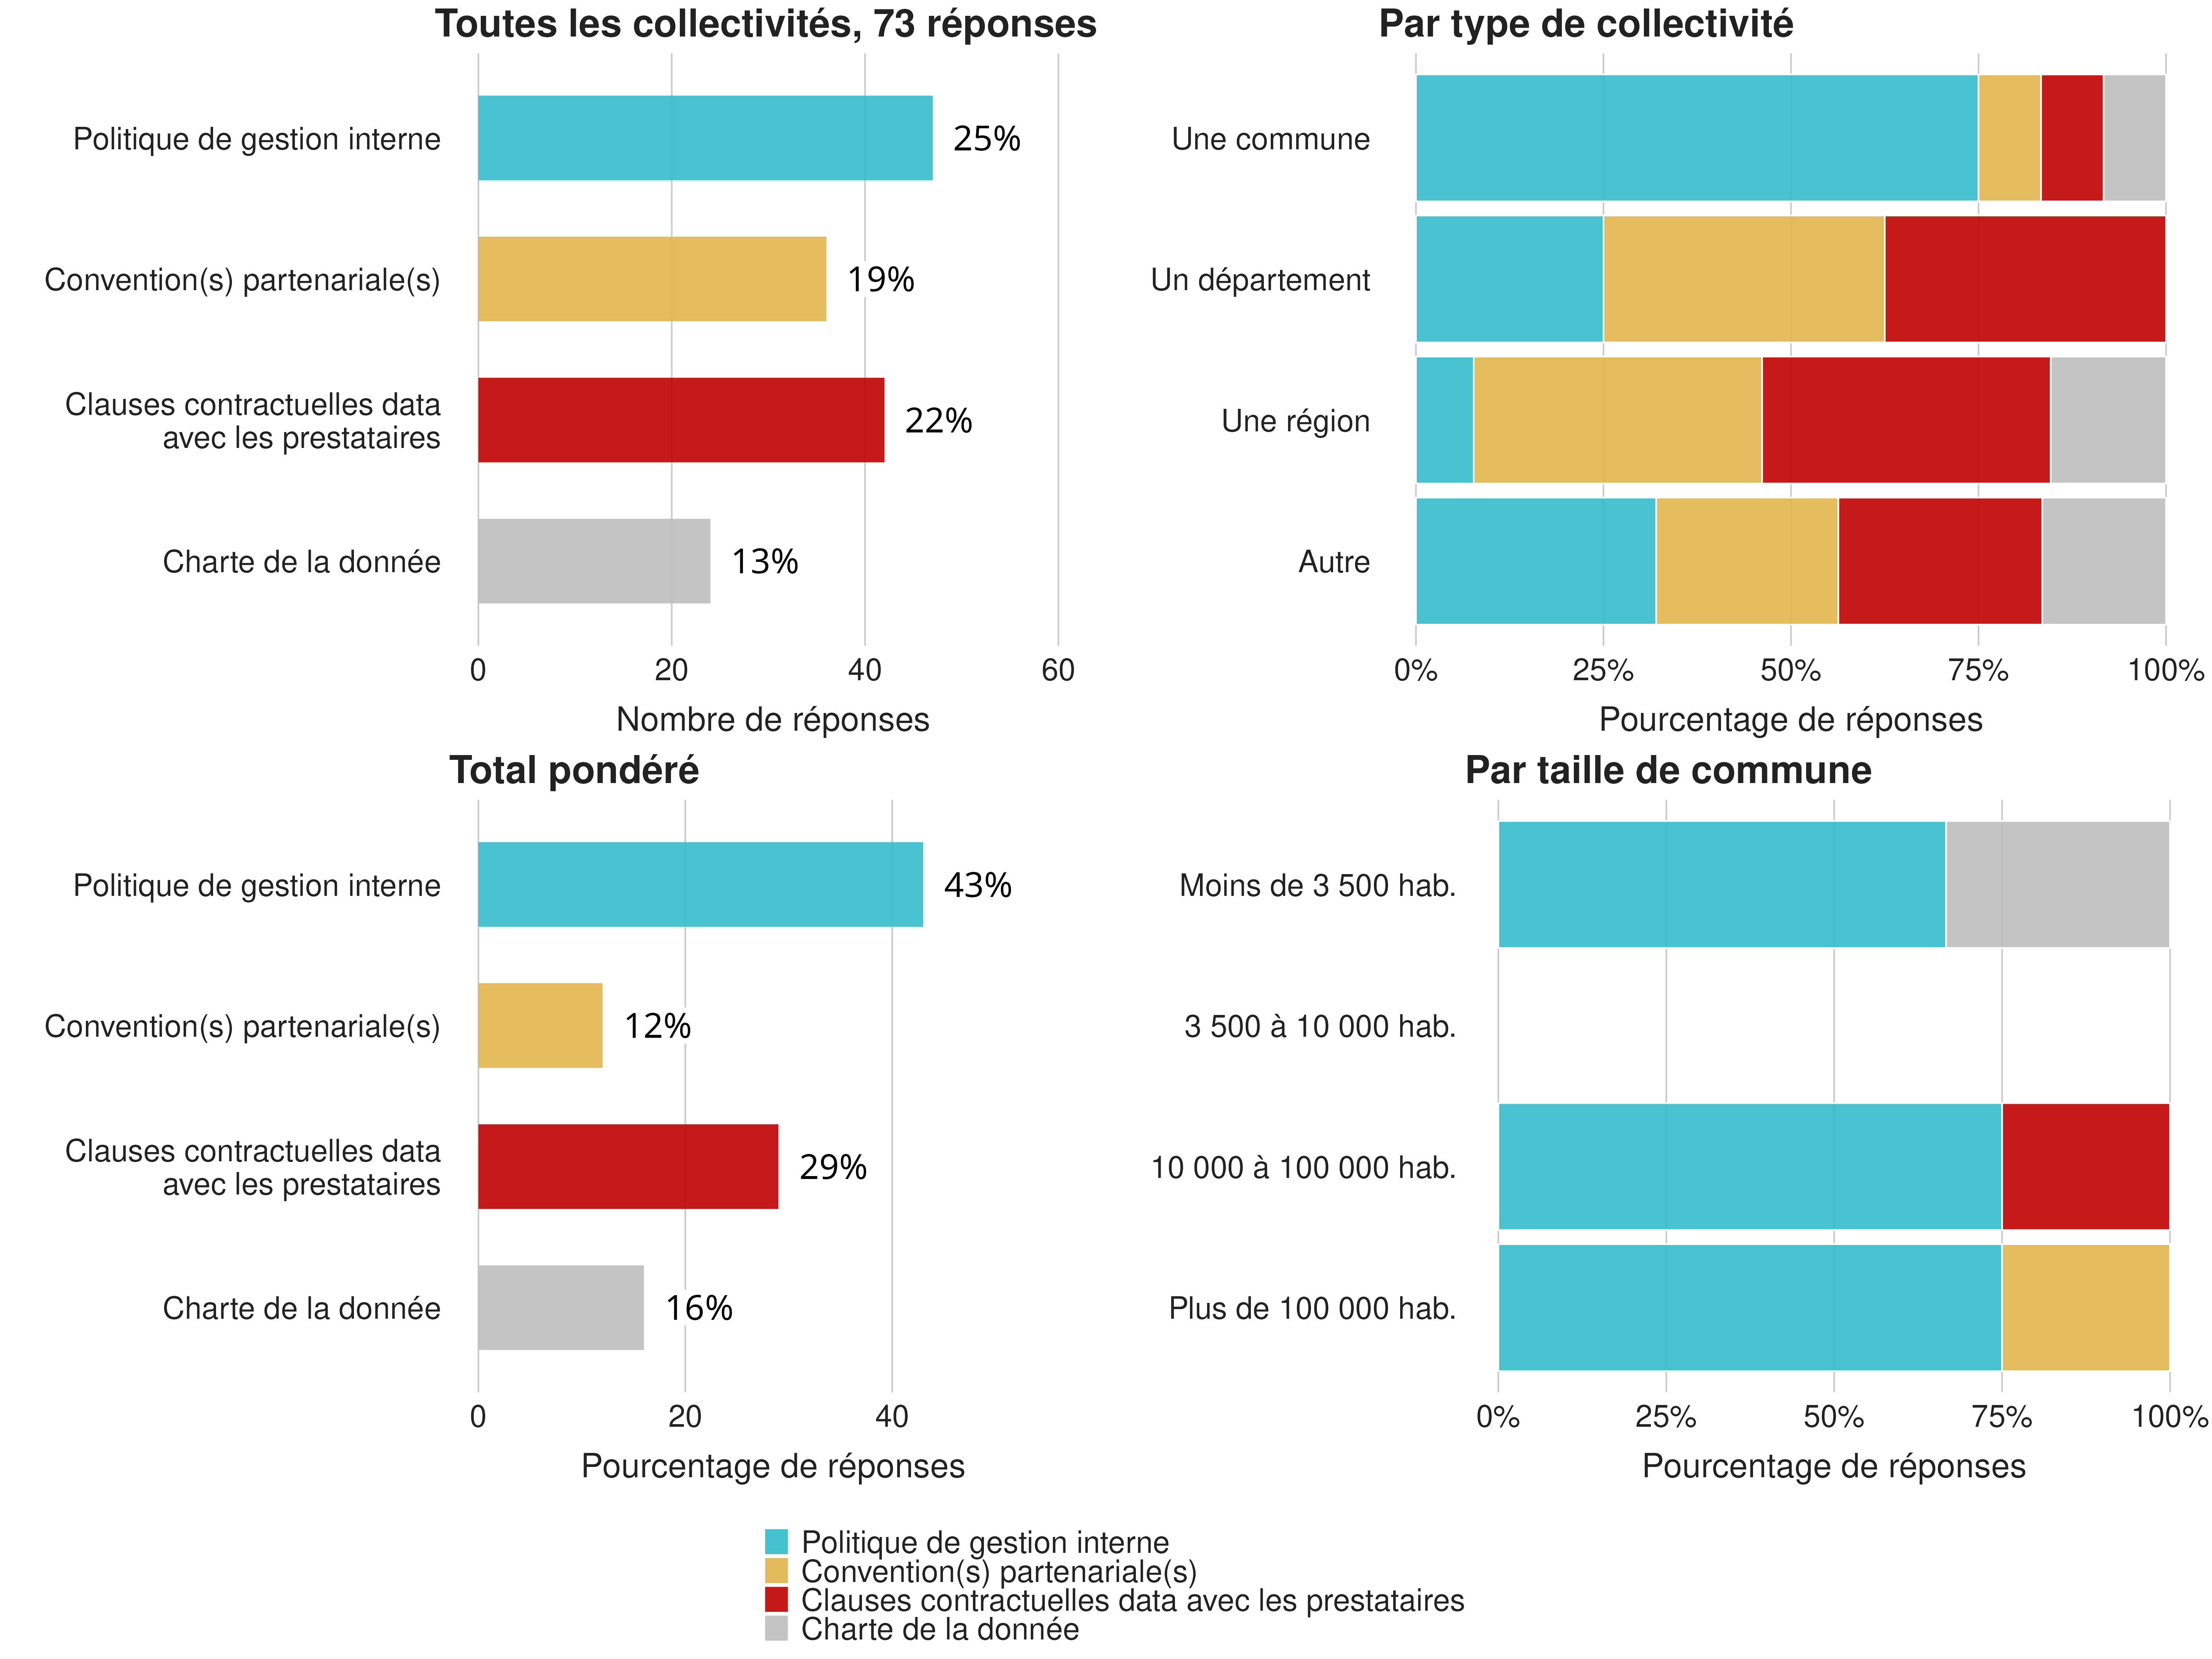 Toutes les collectivités, 73 réponses
Politique de gestion interne
25%
Convention(s) partenariale(s)
19%
Clauses contractuelles data
avec les prestataires
22%
Charte de la donnée
13%
0 20 40 60
Nombre de réponses
Par type de collectivité
Une commune
Un département
Une région
Autre
0% 25% 50% 75% 100%
Pourcentage de réponses
Total pondéré
Politique de gestion interne
43%
Convention(s) partenariale(s)
12%
Clauses contractuelles data
avec les prestataires
29%
Charte de la donnée
16%
0 20 40
Pourcentage de réponses
Par taille de commune
Moins de 3 500 hab.
3 500 à 10 000 hab.
10 000 à 100 000 hab.
Plus de 100 000 hab.
0% 25% 50% 75% 100%
Pourcentage de réponses
Politique de gestion interne
Convention(s) partenariale(s)
Clauses contractuelles data avec les prestataires
Charte de la donnée